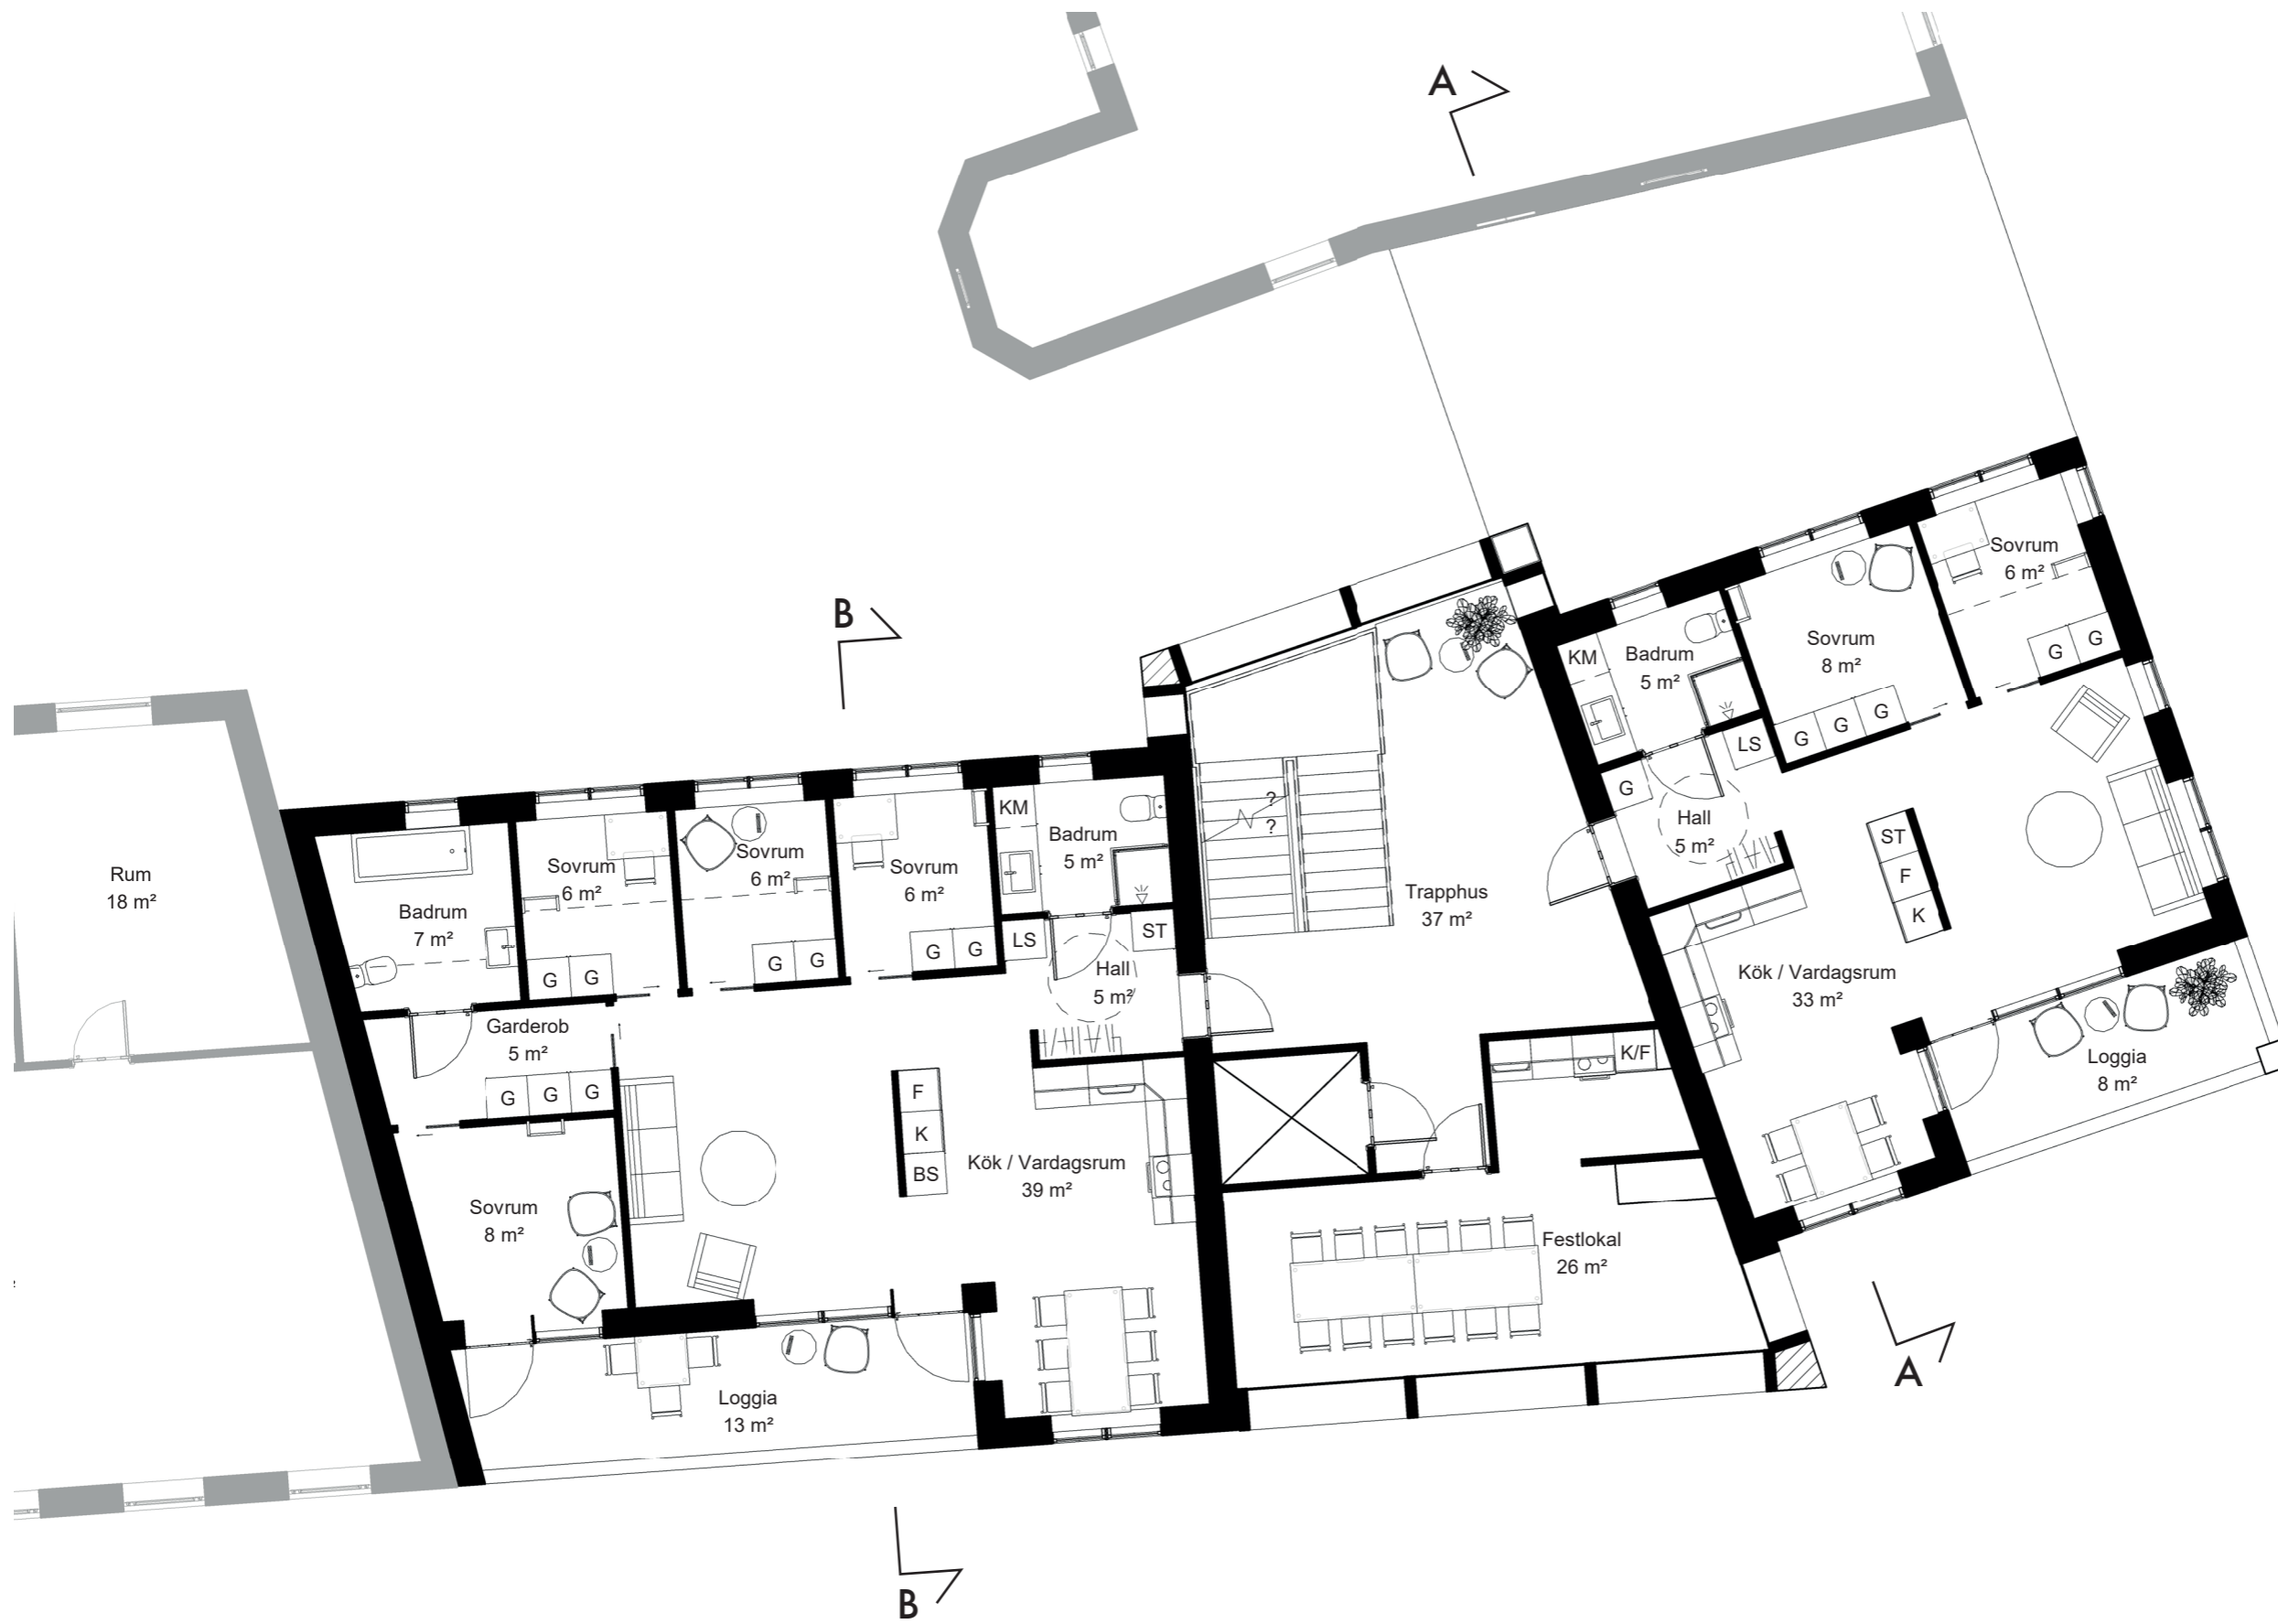 A
Sovrum
6 m²
G
G
Sovrum
8 m²
G
G
G
KM
Badrum
5 m²
LS
G
Hall
5 m²
ST
F
K
Kök / Vardagsrum
33 m²
Loggia
8 m²
A
B
Rum
18 m²
Badrum
7 m²
Sovrum
6 m²
G
G
Sovrum
6 m²
G
G
Sovrum
6 m²
G
G
KM
Badrum
5 m²
LS
ST
Hall
5 m²
?
?
Trapphus
37 m²
K/F
Garderob
5 m²
G
G
G
Sovrum
8 m²
F
K
BS
Kök / Vardagsrum
39 m²
Festlokal
26 m²
Loggia
13 m²
B